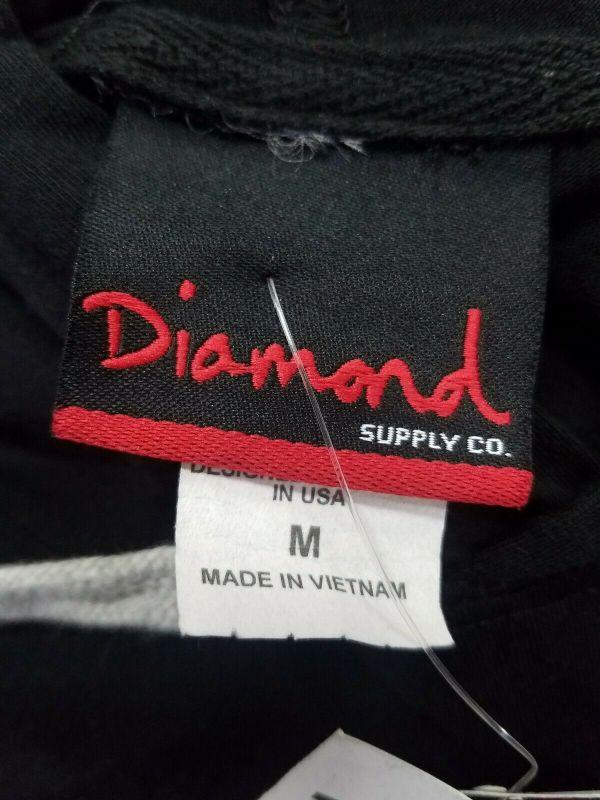 Diamond
SUPPLY CO.
IN USA
M
MADE IN VIETNAM